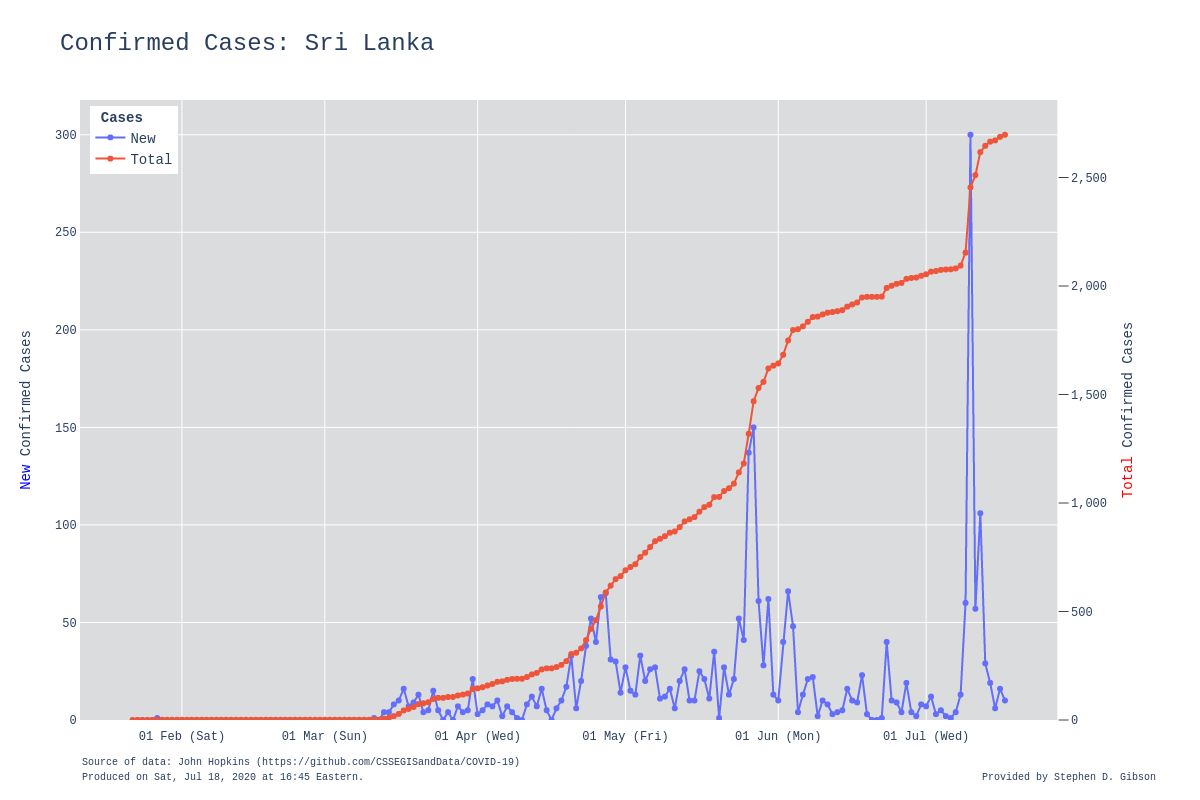 Confirmed Cases: Sri Lanka
Cases
New
Total
300
250
200
150
100
50
0
2,500
2,000
1,500
1,000
500
0
New Confirmed Cases
Total Confirmed Cases
01 Feb (Sat)
01 Mar (Sun)
01 Apr (Wed)
01 May (Fri)
01 Jun (Mon)
01 Jul (Wed)
Source of data: John Hopkins (https://github.com/CSSEGISandData/COVID-19)
Produced on Sat, Jul 18, 2020 at 16:45 Eastern.
Provided by Stephen D. Gibson